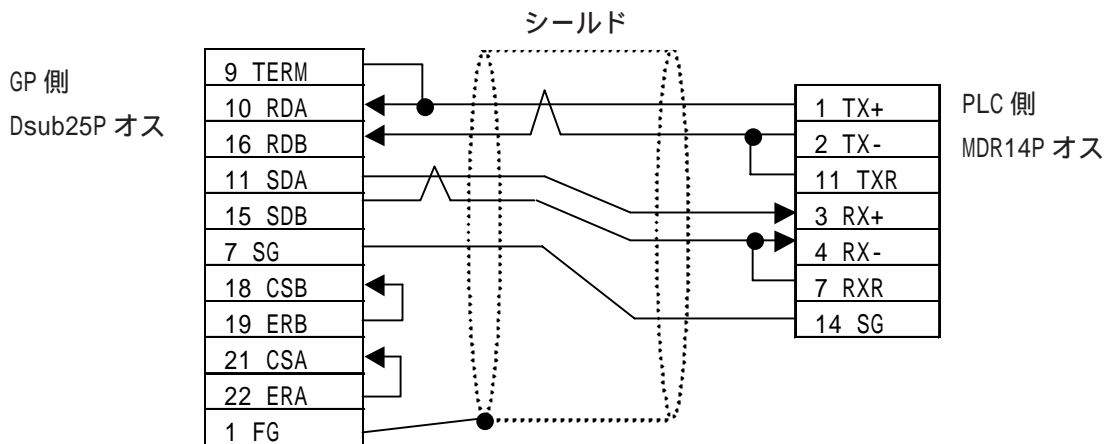 シールド
GP 側
Dsub25P オス
9 TERM
10 RDA
16 RDB
11 SDA
15 SDB
7 SG
18 CSB
19 ERB
21 CSA
22 ERA
1 FG
1 TX+
2 TX-
11 TXR
3 RX+
4 RX-
7 RXR
14 SG
PLC 側
MDR14P オス